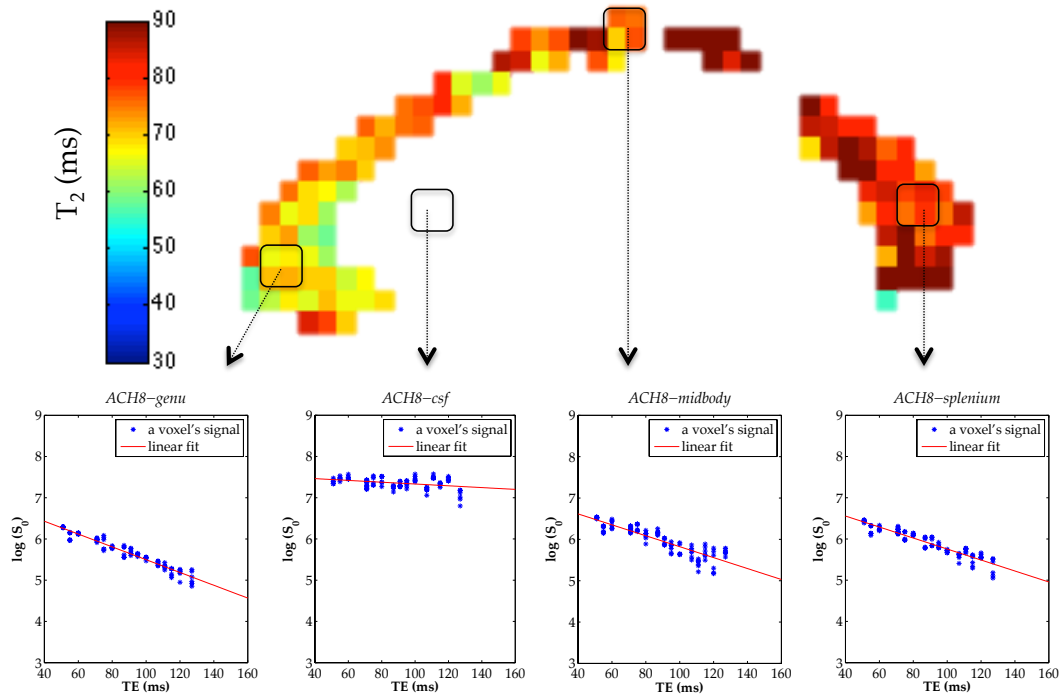 90
80
70
60
50
40
30
T2 (ms)
ACH8−genu
9
8
7
6
5
4
3
log (S0)
a voxel's signal
linear fit
40 60 80 100 120 140 160
TE (ms)
ACH8−csf
9
8
7
6
5
4
3
log (S0)
a voxel's signal
linear fit
40 60 80 100 120 140 160
TE (ms)
ACH8−midbody
9
8
7
6
5
4
3
log (S0)
a voxel's signal
linear fit
40 60 80 100 120 140 160
TE (ms)
ACH8−splenium
9
8
7
6
5
4
3
log (S0)
a voxel's signal
linear fit
40 60 80 100 120 140 160
TE (ms)